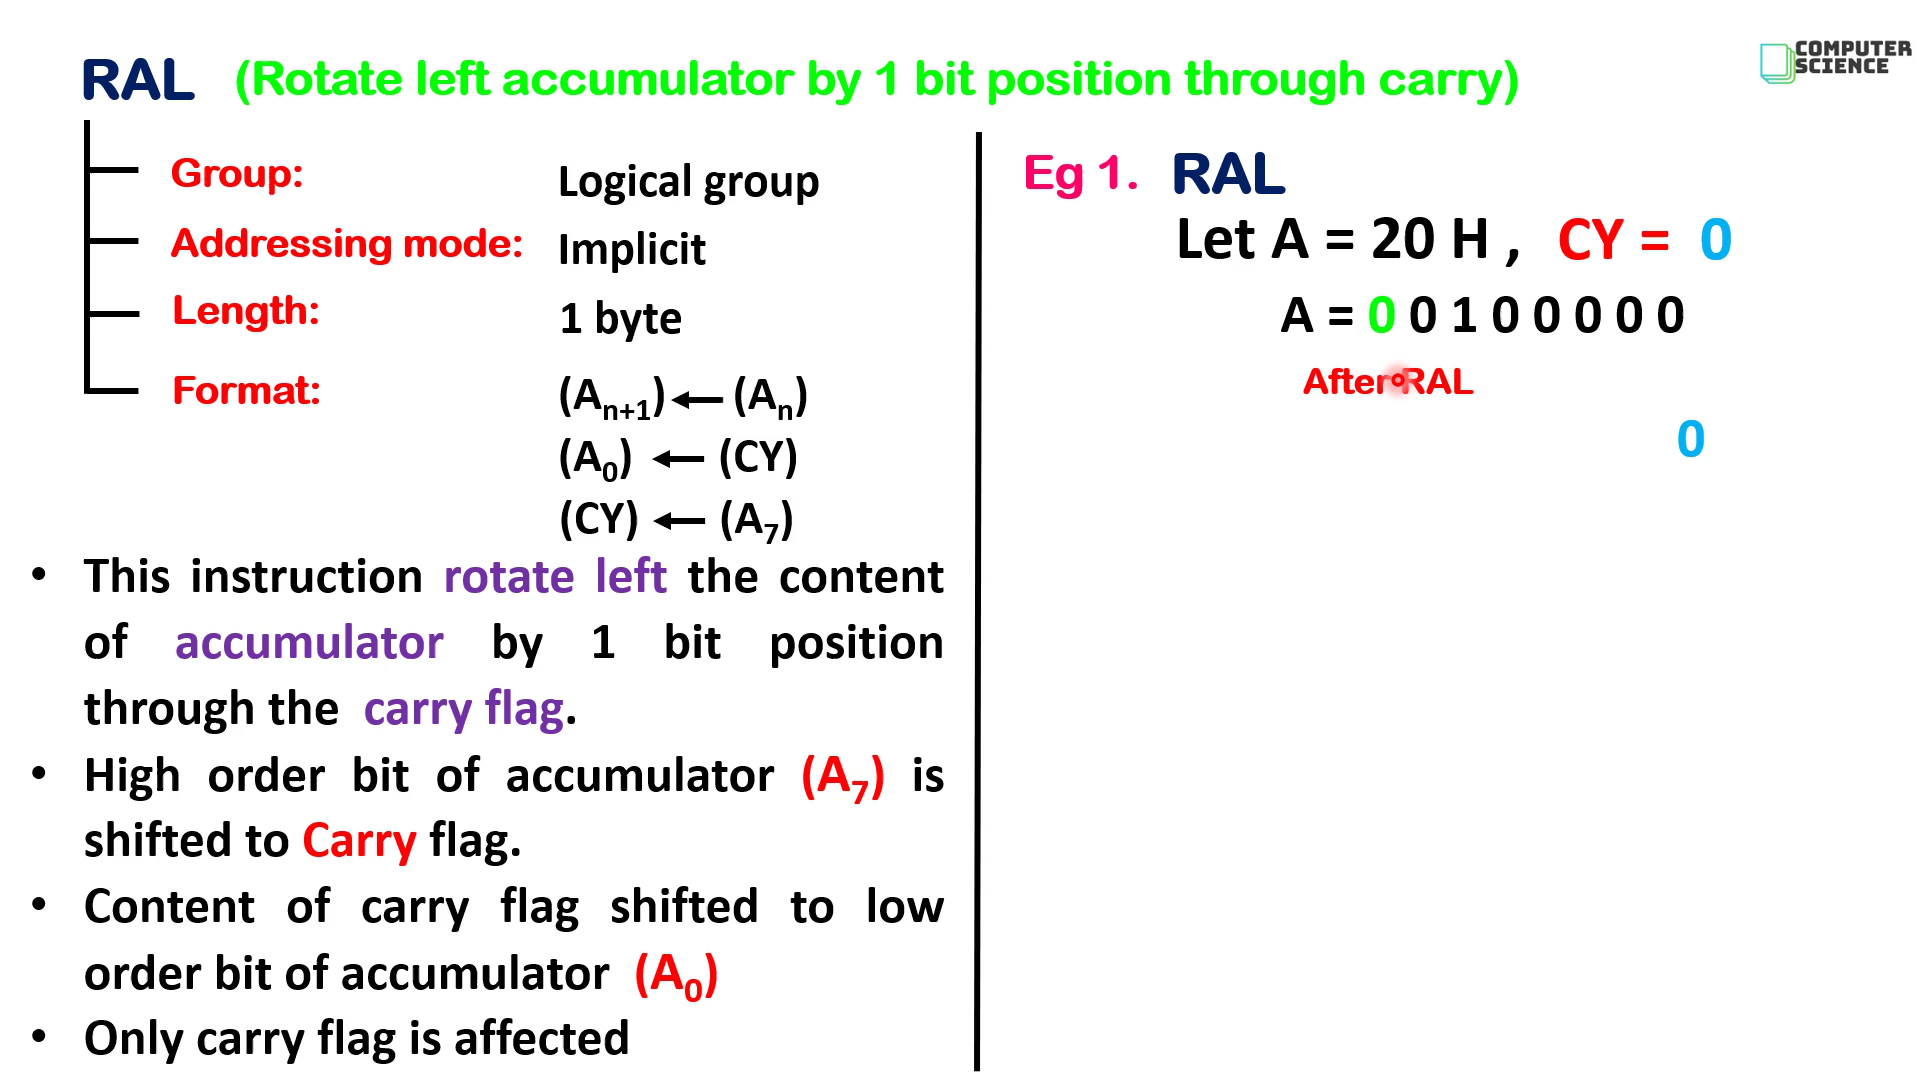 RAL (Rotate left accumulator by 1 bit position through carry)
COMPUTER
SCIENCE
Group: Logical group
Addressing mode: Implicit
Length: 1 byte
Format: (An+1) ← (An)
(A0) ← (CY)
(CY) ← (A7)
• This instruction rotate left the content
of accumulator by 1 bit position
through the carry flag.
• High order bit of accumulator (A7) is
shifted to Carry flag.
• Content of carry flag shifted to low
order bit of accumulator (A0)
• Only carry flag is affected
Eg 1. RAL
Let A = 20 H , CY = 0
A = 0 0 1 0 0 0 0 0
After RAL
0